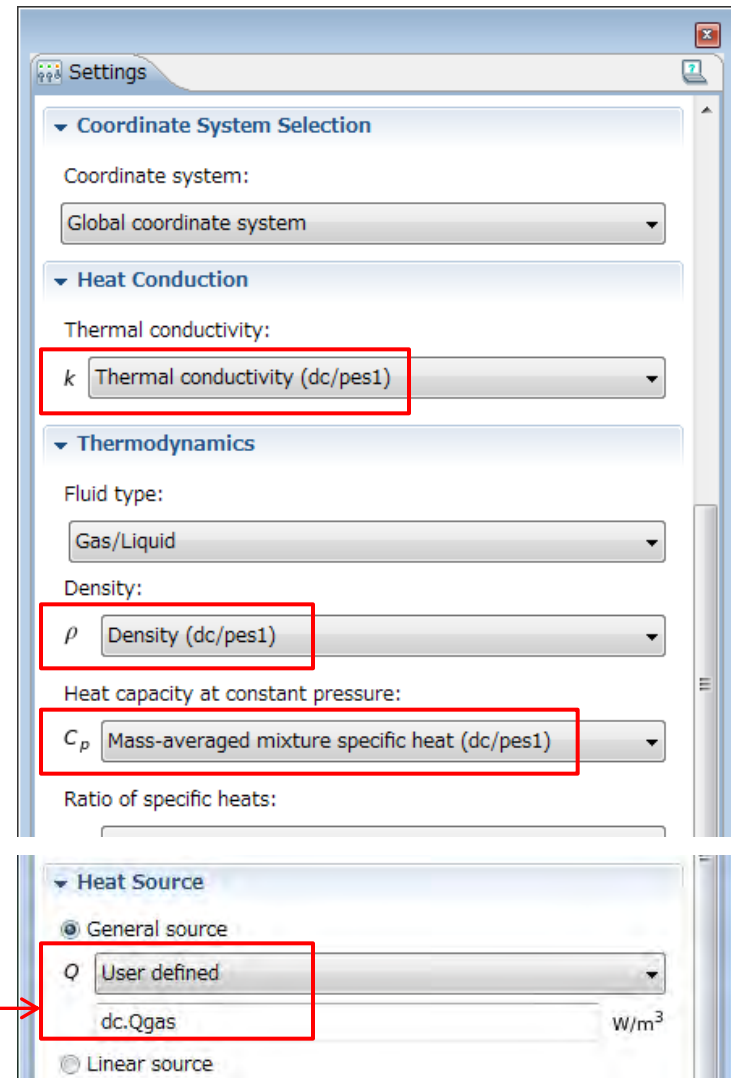 Settings
Coordinate System Selection
Coordinate system:
Global coordinate system
Heat Conduction
Thermal conductivity:
k Thermal conductivity (dc/pes1)
Thermodynamics
Fluid type:
Gas/Liquid
Density:
ρ Density (dc/pes1)
Heat capacity at constant pressure:
Cₚ Mass-averaged mixture specific heat (dc/pes1)
Ratio of specific heats:
Heat Source
General source
Q User defined
dc.Qgas W/m³
Linear source